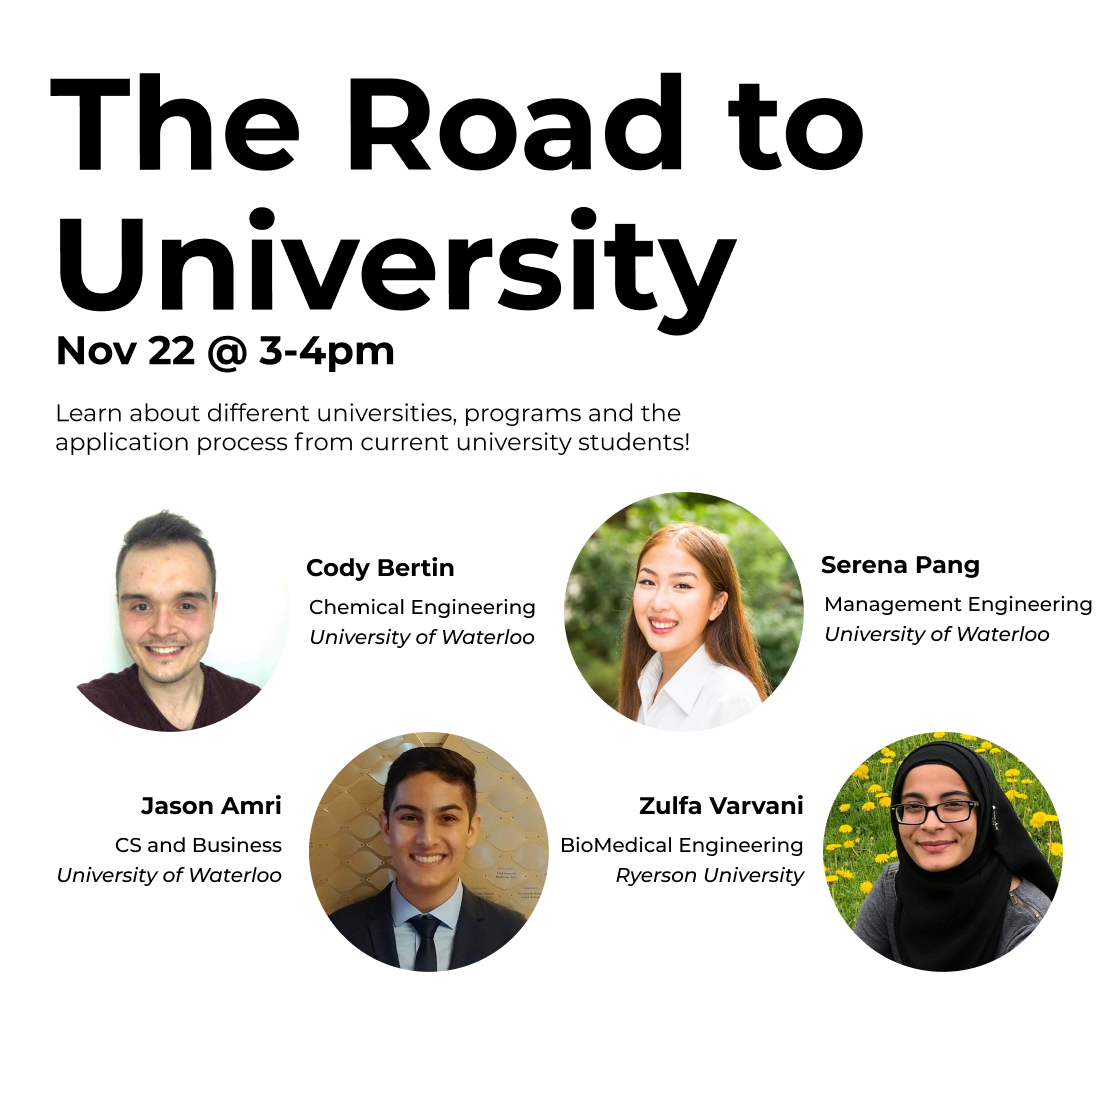 The Road to
University
Nov 22 @ 3-4pm
Learn about different universities, programs and the
application process from current university students!
Cody Bertin
Chemical Engineering
University of Waterloo
Serena Pang
Management Engineering
University of Waterloo
Jason Amri
CS and Business
University of Waterloo
Zulfa Varvani
BioMedical Engineering
Ryerson University